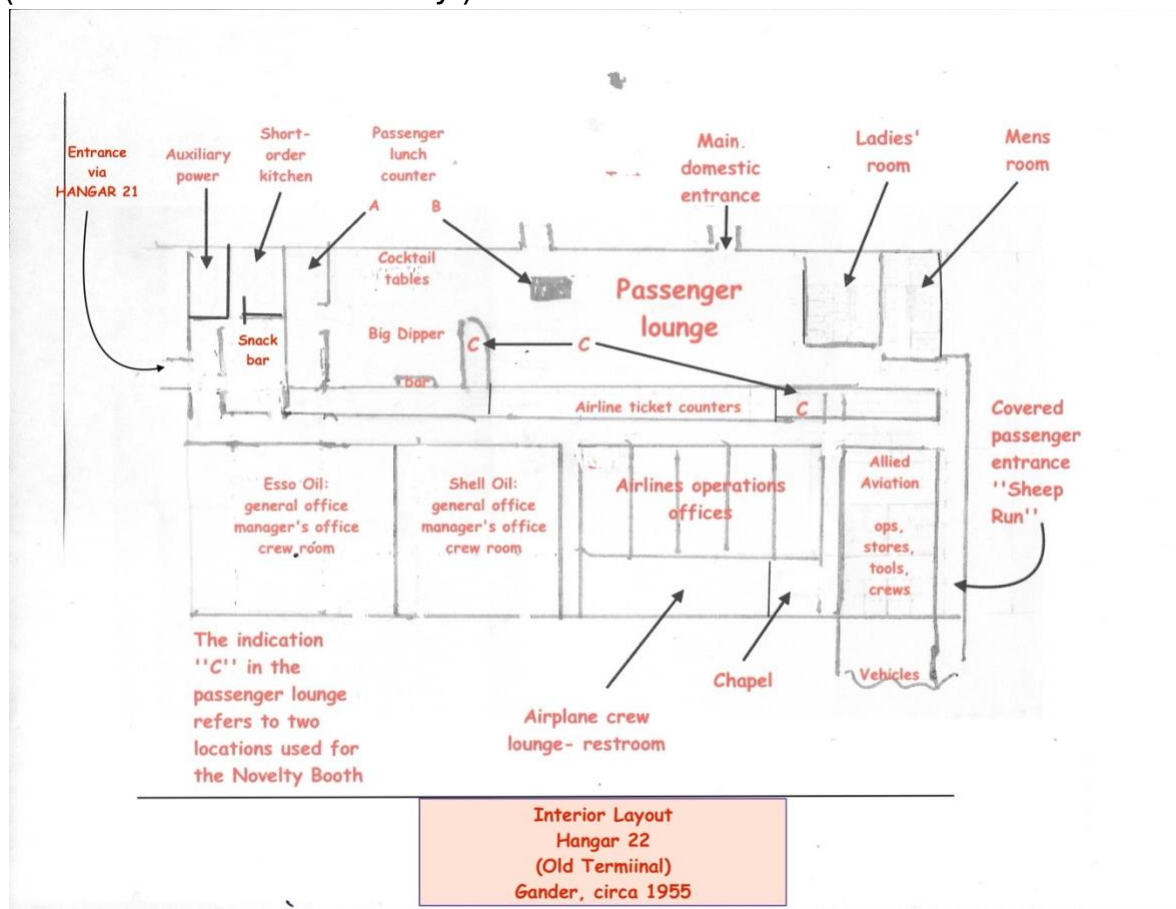 Entrance
via
HANGAR 21
Auxiliary
power
Short-
order
kitchen
Passenger
lunch
counter
A B
Main.
domestic
entrance
Ladies'
room
Mens
room
Cocktail
tables
Passenger
lounge
Big Dipper
C
C
Snack
bar
bar
Airline ticket counters
C
Covered
passenger
entrance
''Sheep
Run''
Esso Oil:
general office
manager's office
crew room
Shell Oil:
general office
manager's office
crew room
Airlines operations
offices
Allied
Aviation
ops,
stores,
tools,
crews
Vehicles
The indication
''C'' in the
passenger lounge
refers to two
locations used for
the Novelty Booth
Chapel
Airplane crew
lounge- restroom
Interior Layout
Hangar 22
(Old Termiinal)
Gander, circa 1955